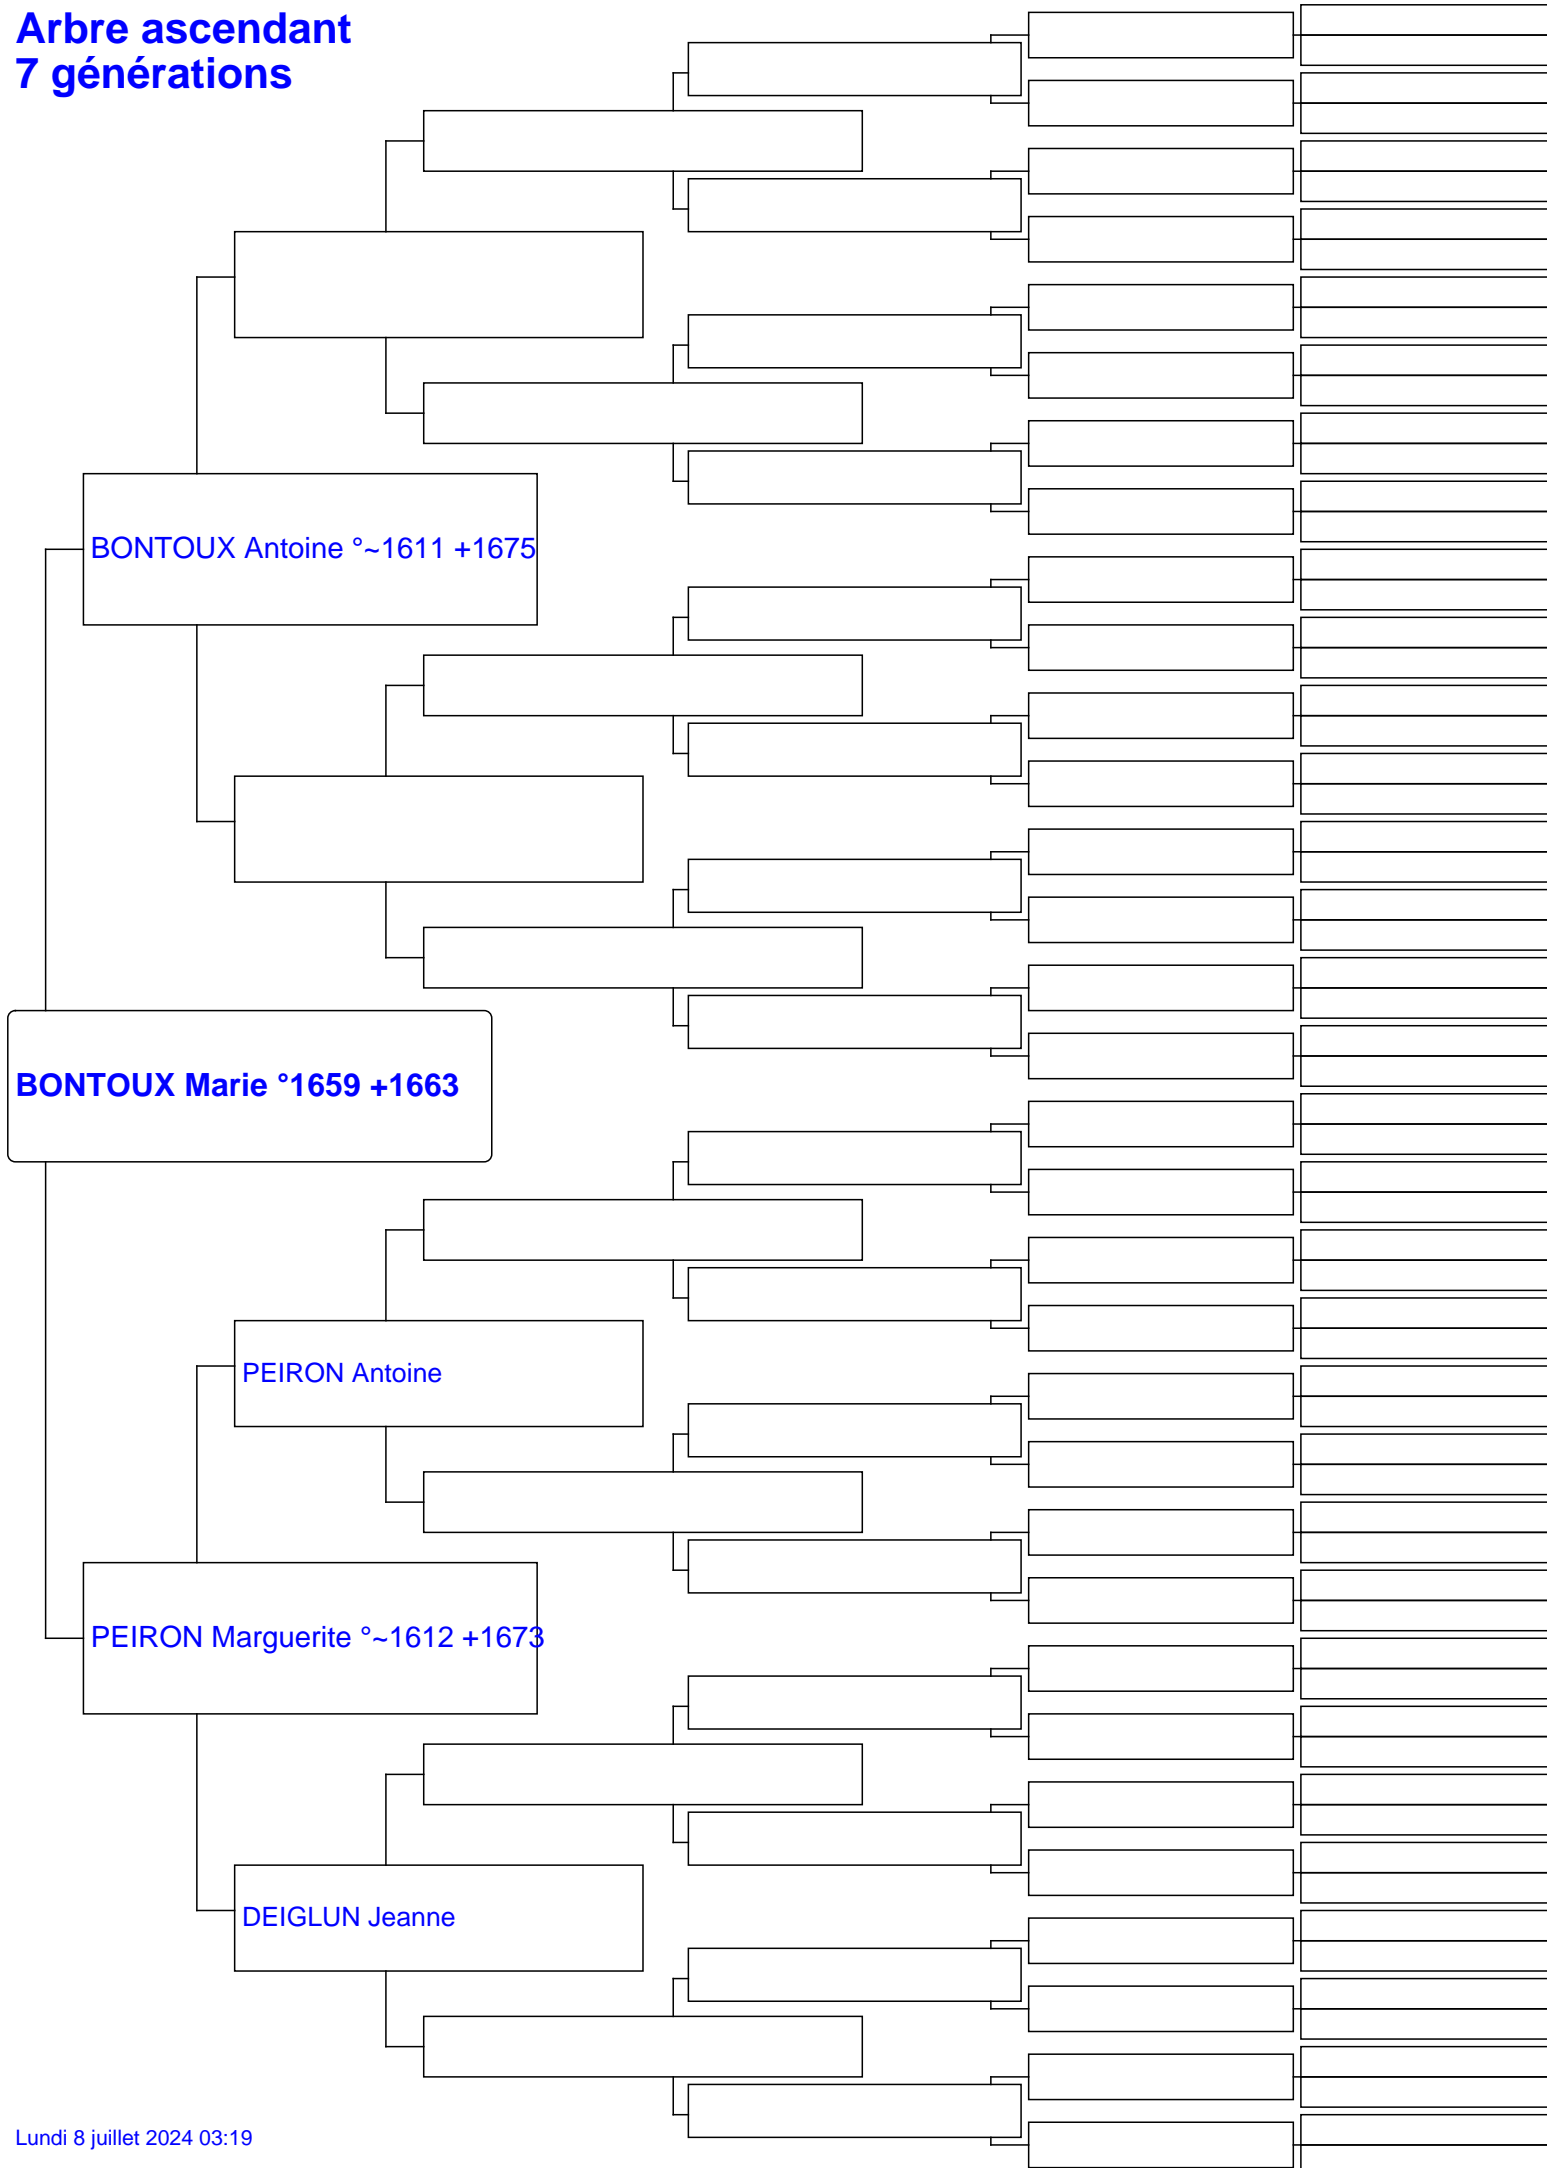 Arbre ascendant
7 générations
BONTOUX Antoine °~1611 +1675
BONTOUX Marie °1659 +1663
PEIRON Antoine
PEIRON Marguerite °~1612 +1673
DEIGLUN Jeanne
Lundi 8 juillet 2024 03:19